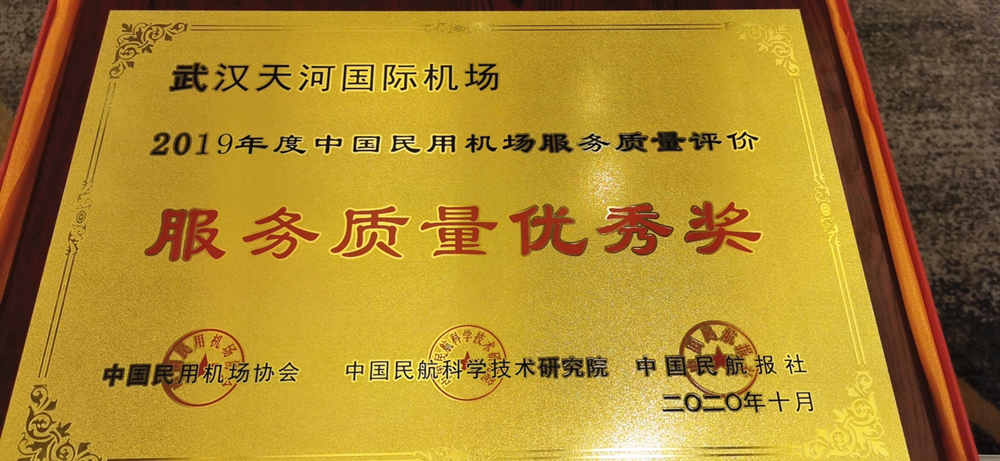 武汉天河国际机场
2019年度中国民用机场服务质量评价
服务质量优秀奖
中国民用机场协会 中国民航科学技术研究院 中国民航报社
二〇二〇年十月